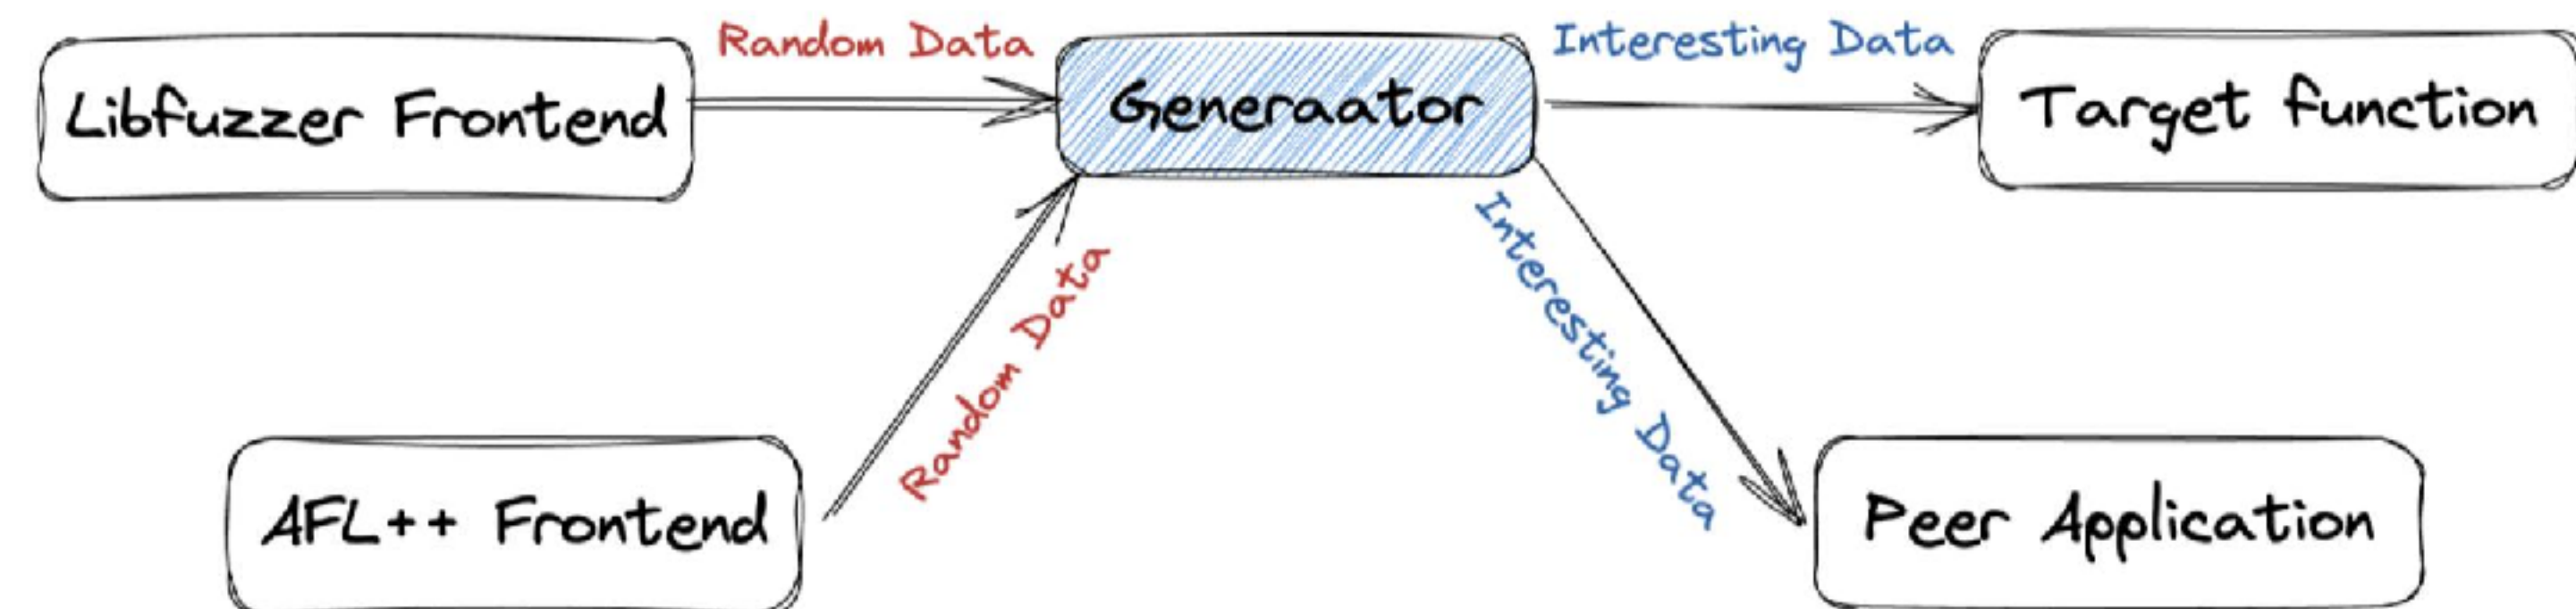 Random Data
Interesting Data
Libfuzzer Frontend
Generaator
Target function
Interesting Data
Random Data
AFL++ Frontend
Peer Application